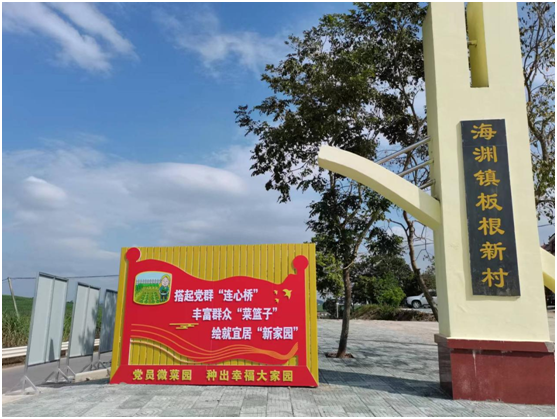 搭起党群“连心桥”
丰富群众“菜篮子”
绘就宜居“新家园”
党员微菜园 种出幸福大家园
海渊镇板根新村